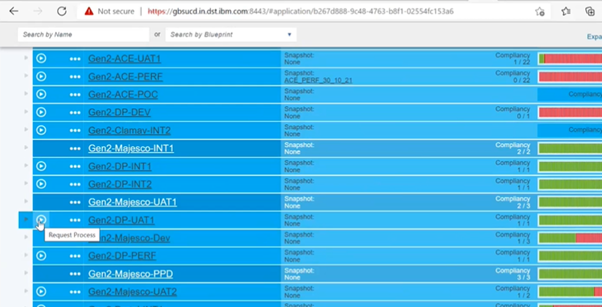 Not secure
https://gbsucd.in.dst.ibm.com:8443/#application/b267d888-9c48-4763-b8f1-02554fc153a6
Search by Name or Search by Blueprint
Expa
Gen2-ACE-UAT1 Snapshot: None Compliancy 1 / 22
Gen2-ACE-PERF Snapshot: ACE_PERF_30_10_21 Compliancy 0 / 22
Gen2-ACE-POC Snapshot: None Compliancy
Gen2-DP-DEV Snapshot: None Compliancy 0 / 1
Gen2-Clamav-INT2 Snapshot: None Compliancy
Gen2-Majesco-INT1 Snapshot: None Compliancy 2 / 2
Gen2-DP-INT1 Snapshot: None Compliancy 1 / 1
Gen2-DP-INT2 Snapshot: None Compliancy 1 / 1
Gen2-Majesco-UAT1 Snapshot: None Compliancy 2 / 3
Gen2-DP-UAT1 Snapshot: None Compliancy 1 / 1
Request Process
Gen2-Majesco-Dev Snapshot: None Compliancy 1 / 3
Gen2-DP-PERF Snapshot: None Compliancy 1 / 1
Gen2-Majesco-PPD Snapshot: None Compliancy 3 / 3
Gen2-Majesco-UAT2 Snapshot: None Compliancy 1 / 2